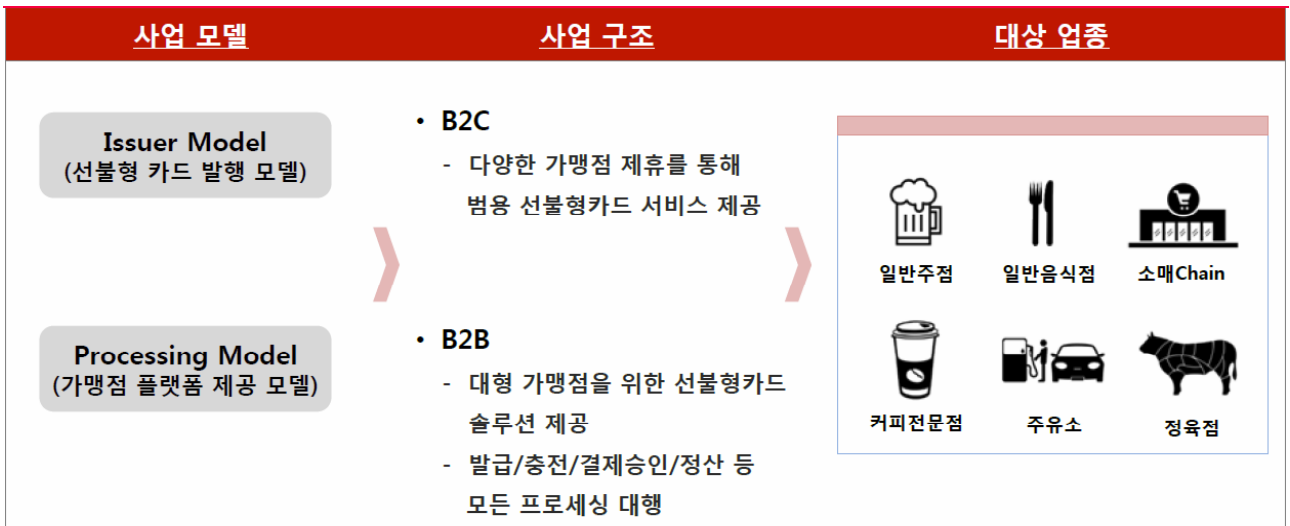 사업 모델
사업 구조
대상 업종
Issuer Model
(선불형 카드 발행 모델)
• B2C
- 다양한 가맹점 제휴를 통해
범용 선불형카드 서비스 제공
Processing Model
(가맹점 플랫폼 제공 모델)
• B2B
- 대형 가맹점을 위한 선불형카드
솔루션 제공
- 발급/충전/결제승인/정산 등
모든 프로세싱 대행
일반주점
일반음식점
소매Chain
커피전문점
주유소
정육점